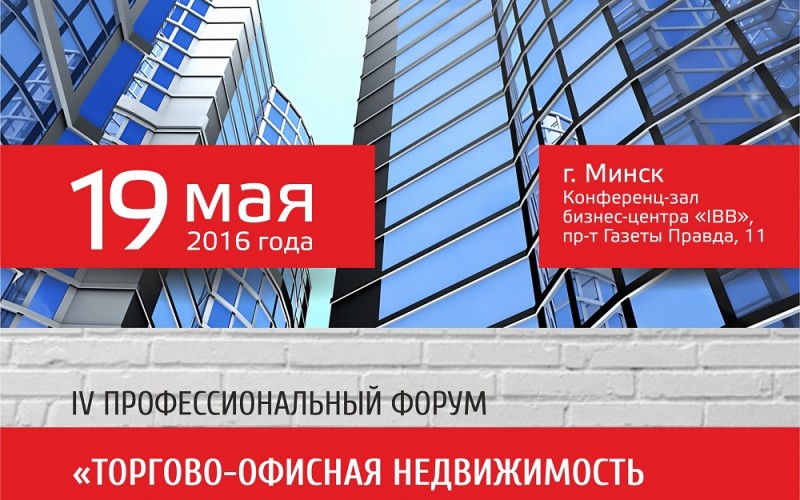 19 мая
2016 года
г. Минск
Конференц-зал
бизнес-центра «IBB»,
пр-т Газеты Правда, 11
IV ПРОФЕССИОНАЛЬНЫЙ ФОРУМ
«ТОРГОВО-ОФИСНАЯ НЕДВИЖИМОСТЬ